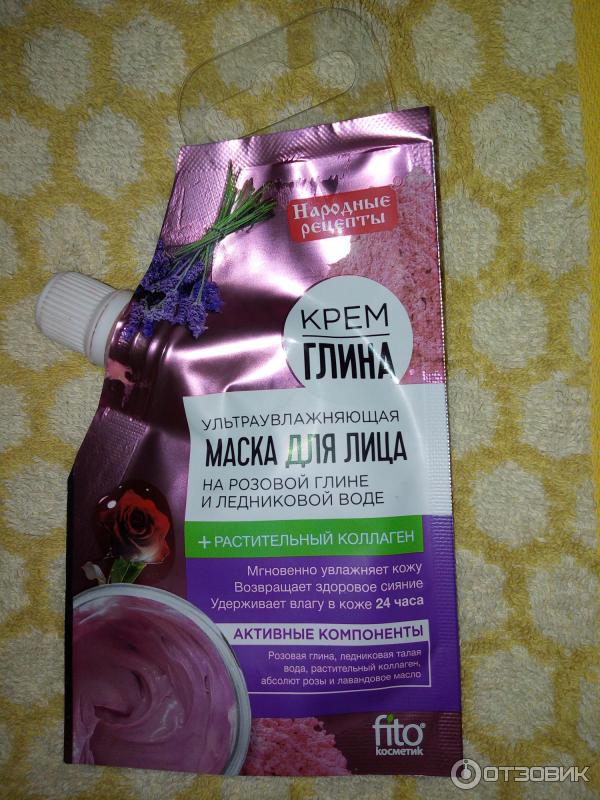 Народные
рецепты
КРЕМ
ГЛИНА
УЛЬТРАУВЛАЖНЯЮЩАЯ
МАСКА ДЛЯ ЛИЦА
НА РОЗОВОЙ ГЛИНЕ
И ЛЕДНИКОВОЙ ВОДЕ
+РАСТИТЕЛЬНЫЙ КОЛЛАГЕН
Мгновенно увлажняет кожу
Возвращает здоровое сияние
Удерживает влагу в коже 24 часа
АКТИВНЫЕ КОМПОНЕНТЫ
Розовая глина, ледниковая талая
вода, растительный коллаген,
абсолют розы и лавандовое масло
fito®
косметик
ОТЗОВИК